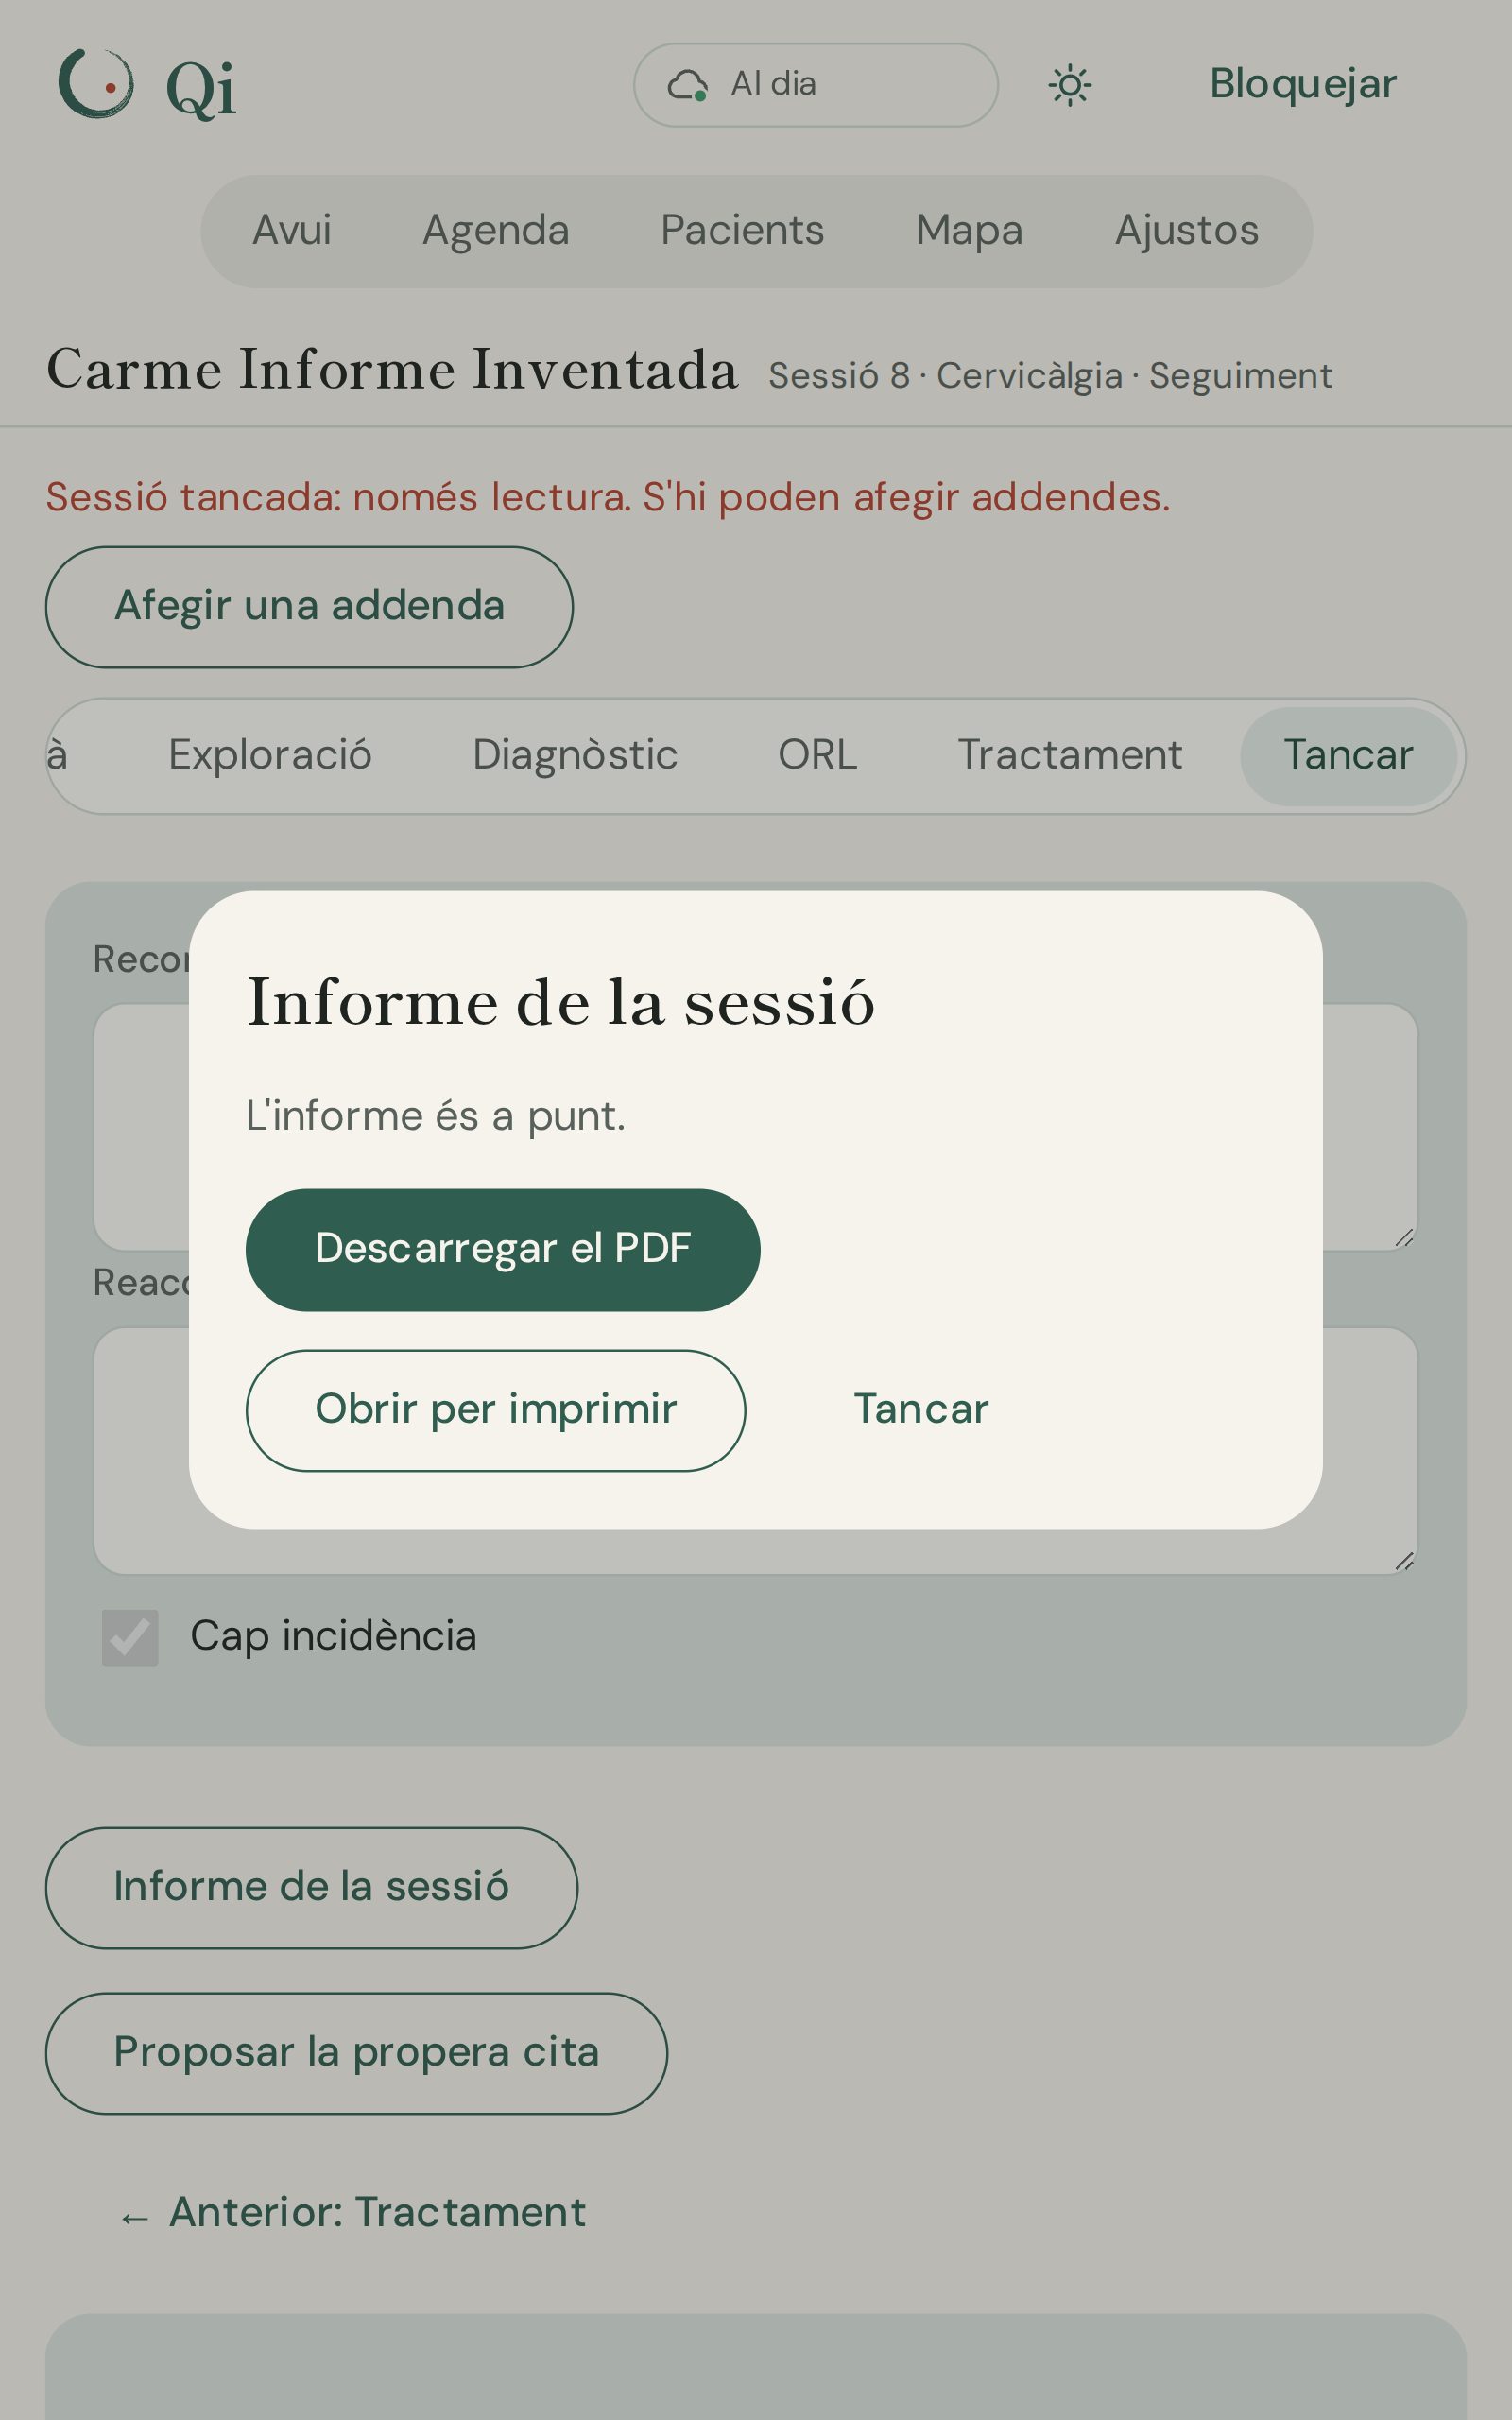 Qi
Al dia
Bloquejar
Avui
Agenda
Pacients
Mapa
Ajustos
Carme Informe Inventada
Sessió 8 · Cervicàlgia · Seguiment
Sessió tancada: només lectura. S'hi poden afegir addendes.
Afegir una addenda
à
Exploració
Diagnòstic
ORL
Tractament
Tancar
Informe de la sessió
L'informe és a punt.
Descarregar el PDF
Obrir per imprimir
Tancar
Cap incidència
Informe de la sessió
Proposar la propera cita
← Anterior: Tractament